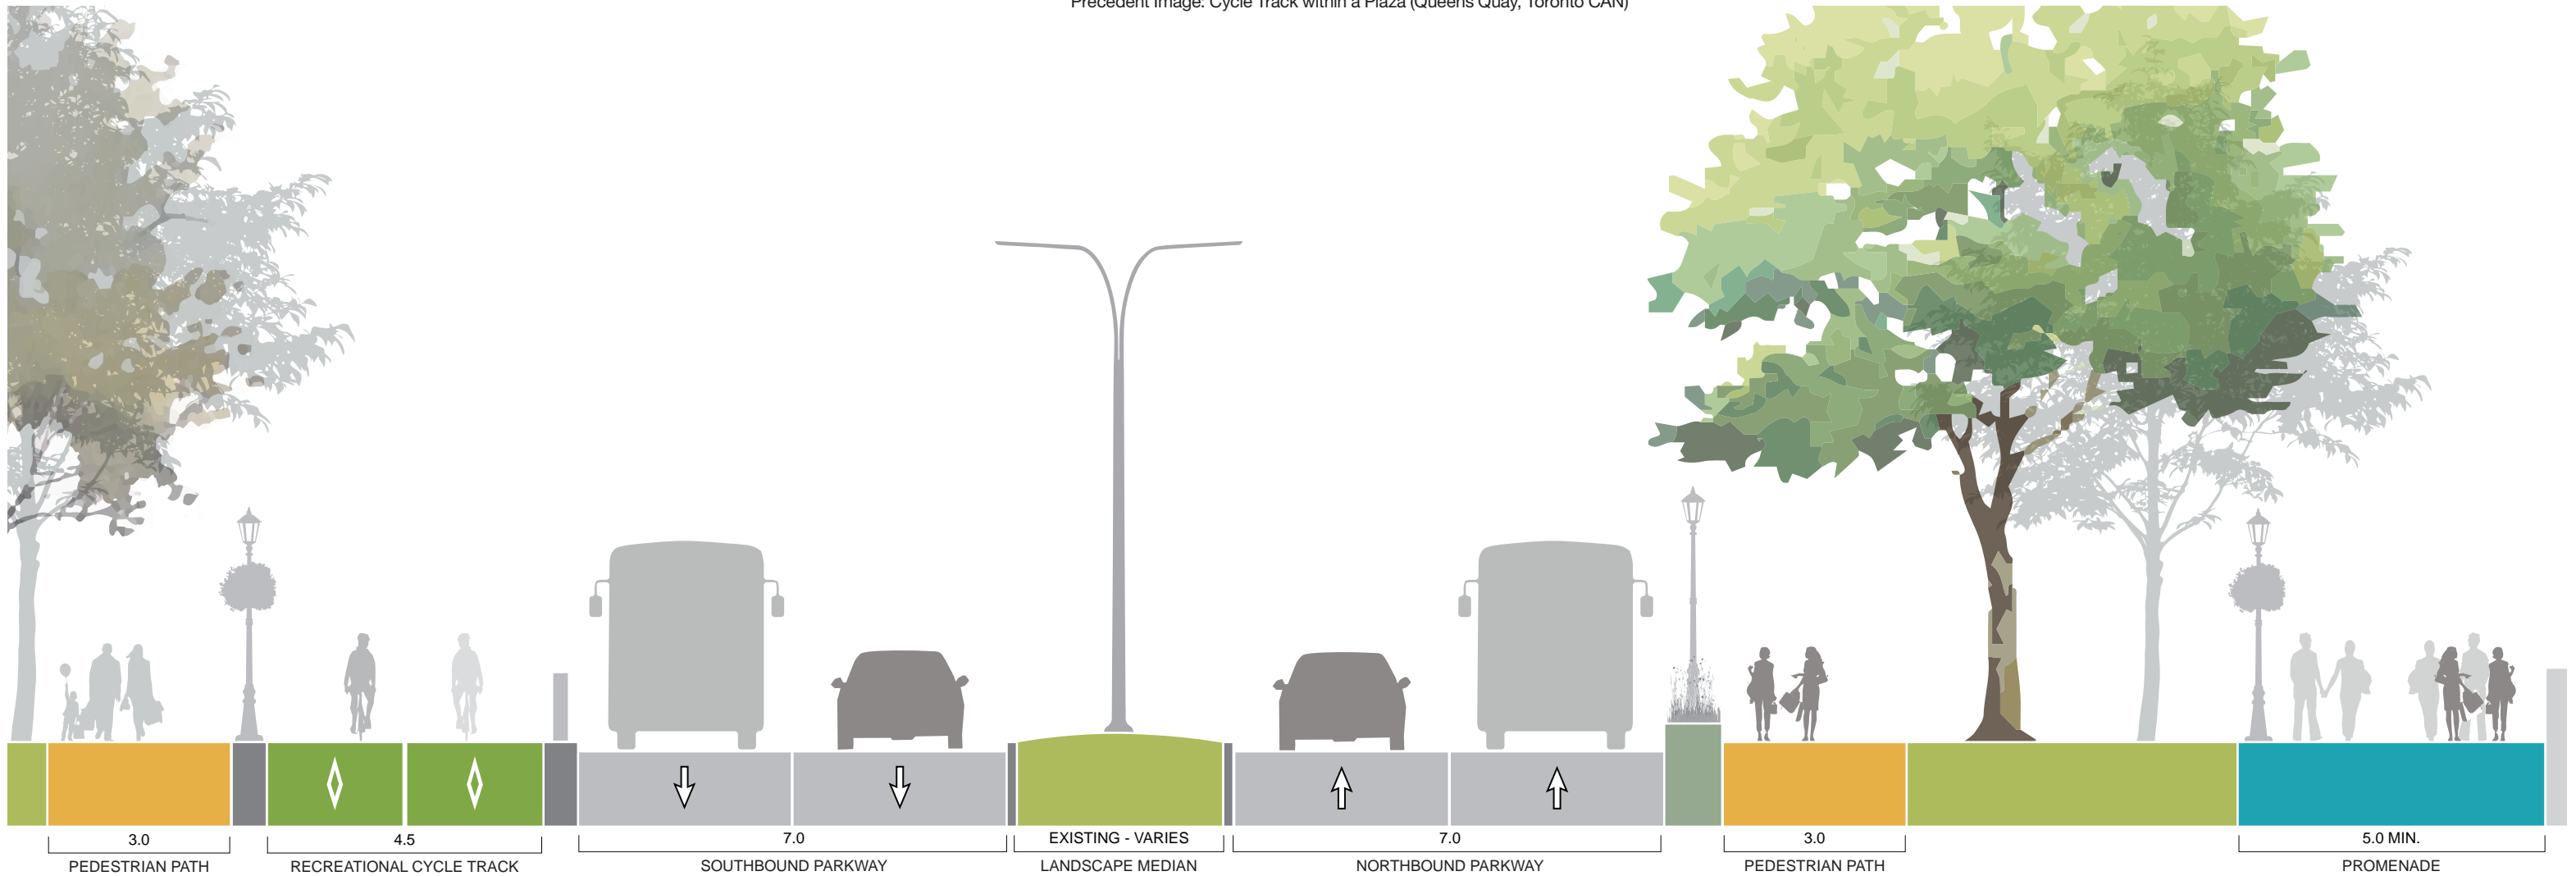 Precedent Image: Cycle Track within a Plaza (Queens Quay, Toronto CAN)
3.0
PEDESTRIAN PATH
4.5
RECREATIONAL CYCLE TRACK
7.0
SOUTHBOUND PARKWAY
EXISTING - VARIES
LANDSCAPE MEDIAN
7.0
NORTHBOUND PARKWAY
3.0
PEDESTRIAN PATH
5.0 MIN.
PROMENADE